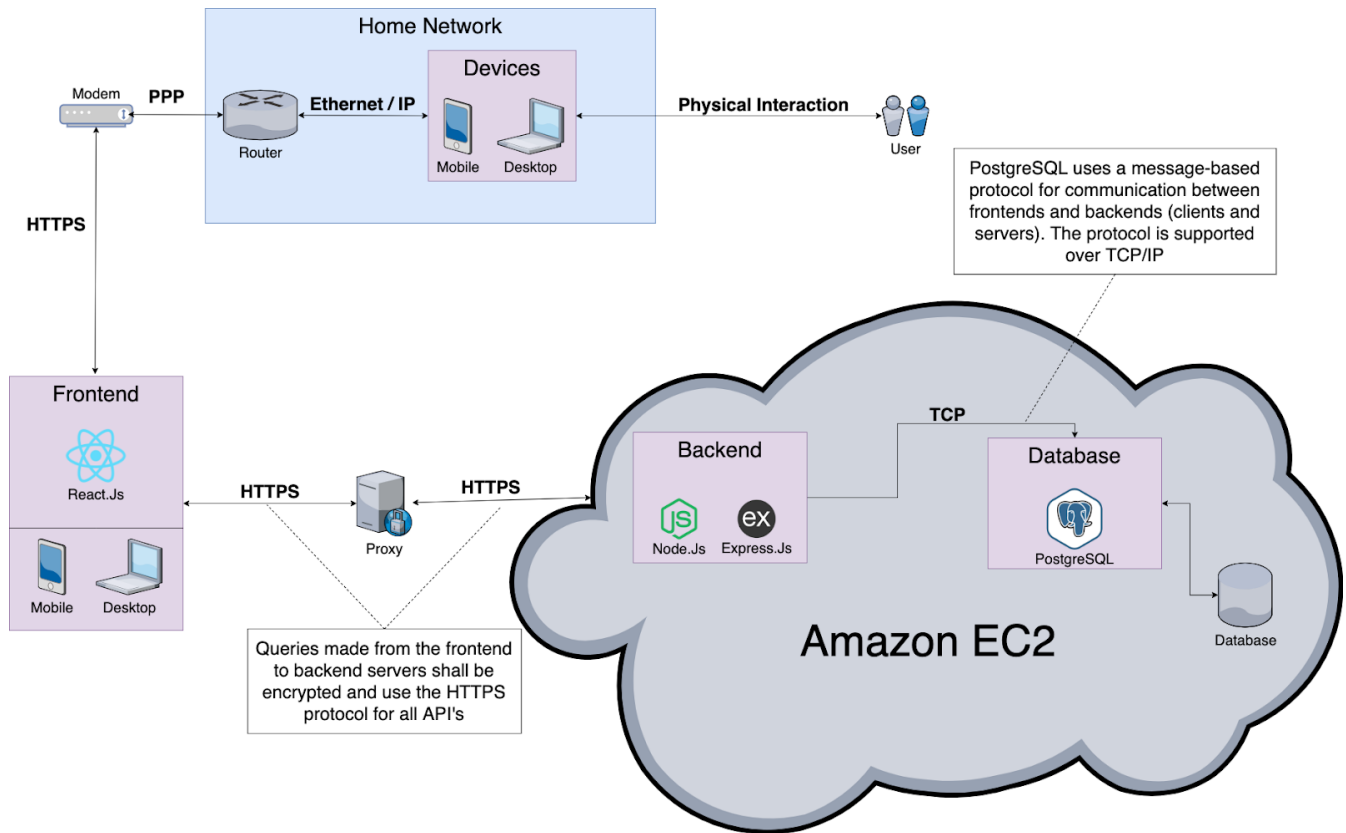 Home Network
Devices
Modem
PPP
Ethernet / IP
Physical Interaction
Router
Mobile
Desktop
User
PostgreSQL uses a message-based
protocol for communication between
frontends and backends (clients and
servers). The protocol is supported
over TCP/IP
HTTPS
Frontend
React.Js
Mobile
Desktop
HTTPS
Proxy
HTTPS
Queries made from the frontend
to backend servers shall be
encrypted and use the HTTPS
protocol for all API's
Backend
JS
Node.Js
ex
Express.Js
TCP
Database
PostgreSQL
Database
Amazon EC2